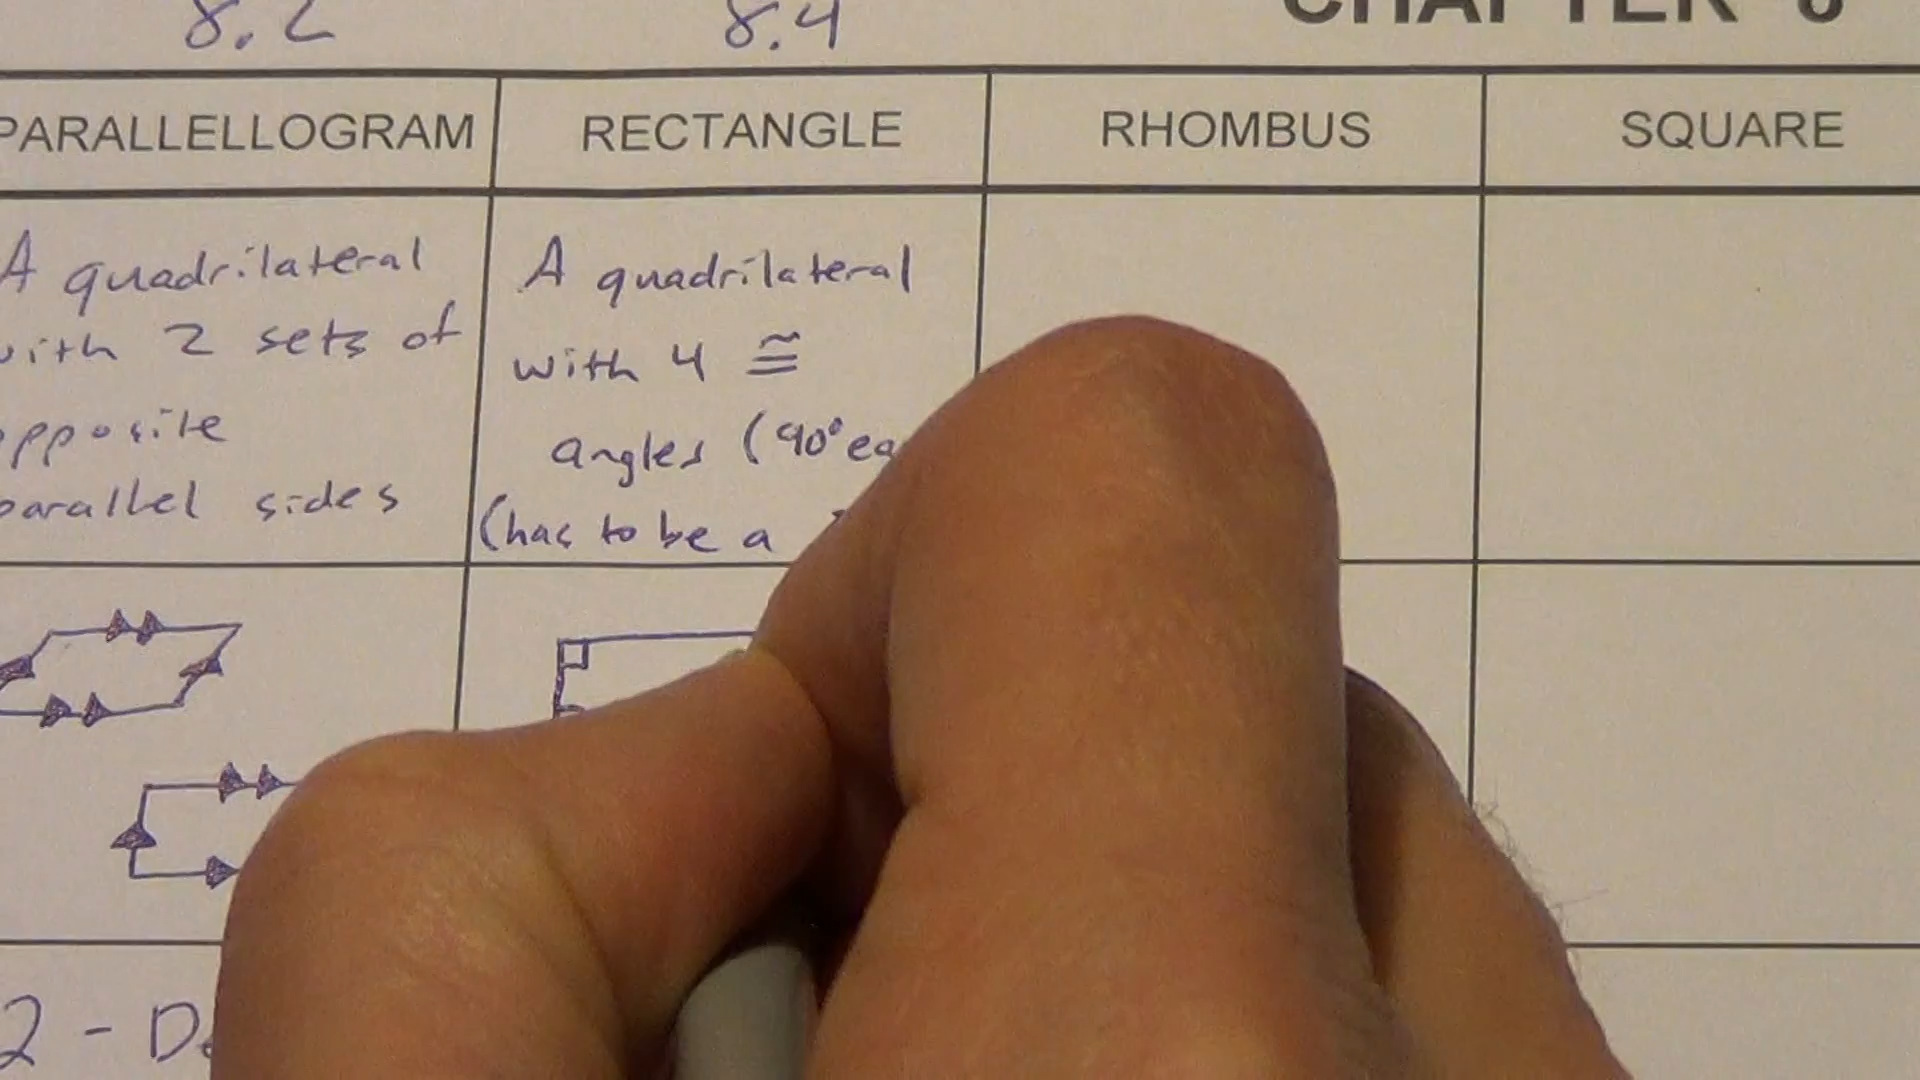 8.2 8.4 CHAPTER 8
PARALLELLOGRAM RECTANGLE RHOMBUS SQUARE
A quadrilateral
with 2 sets of
opposite
parallel sides
A quadrilateral
with 4 ≅
angles (90° ea
(has to be a
2 - D